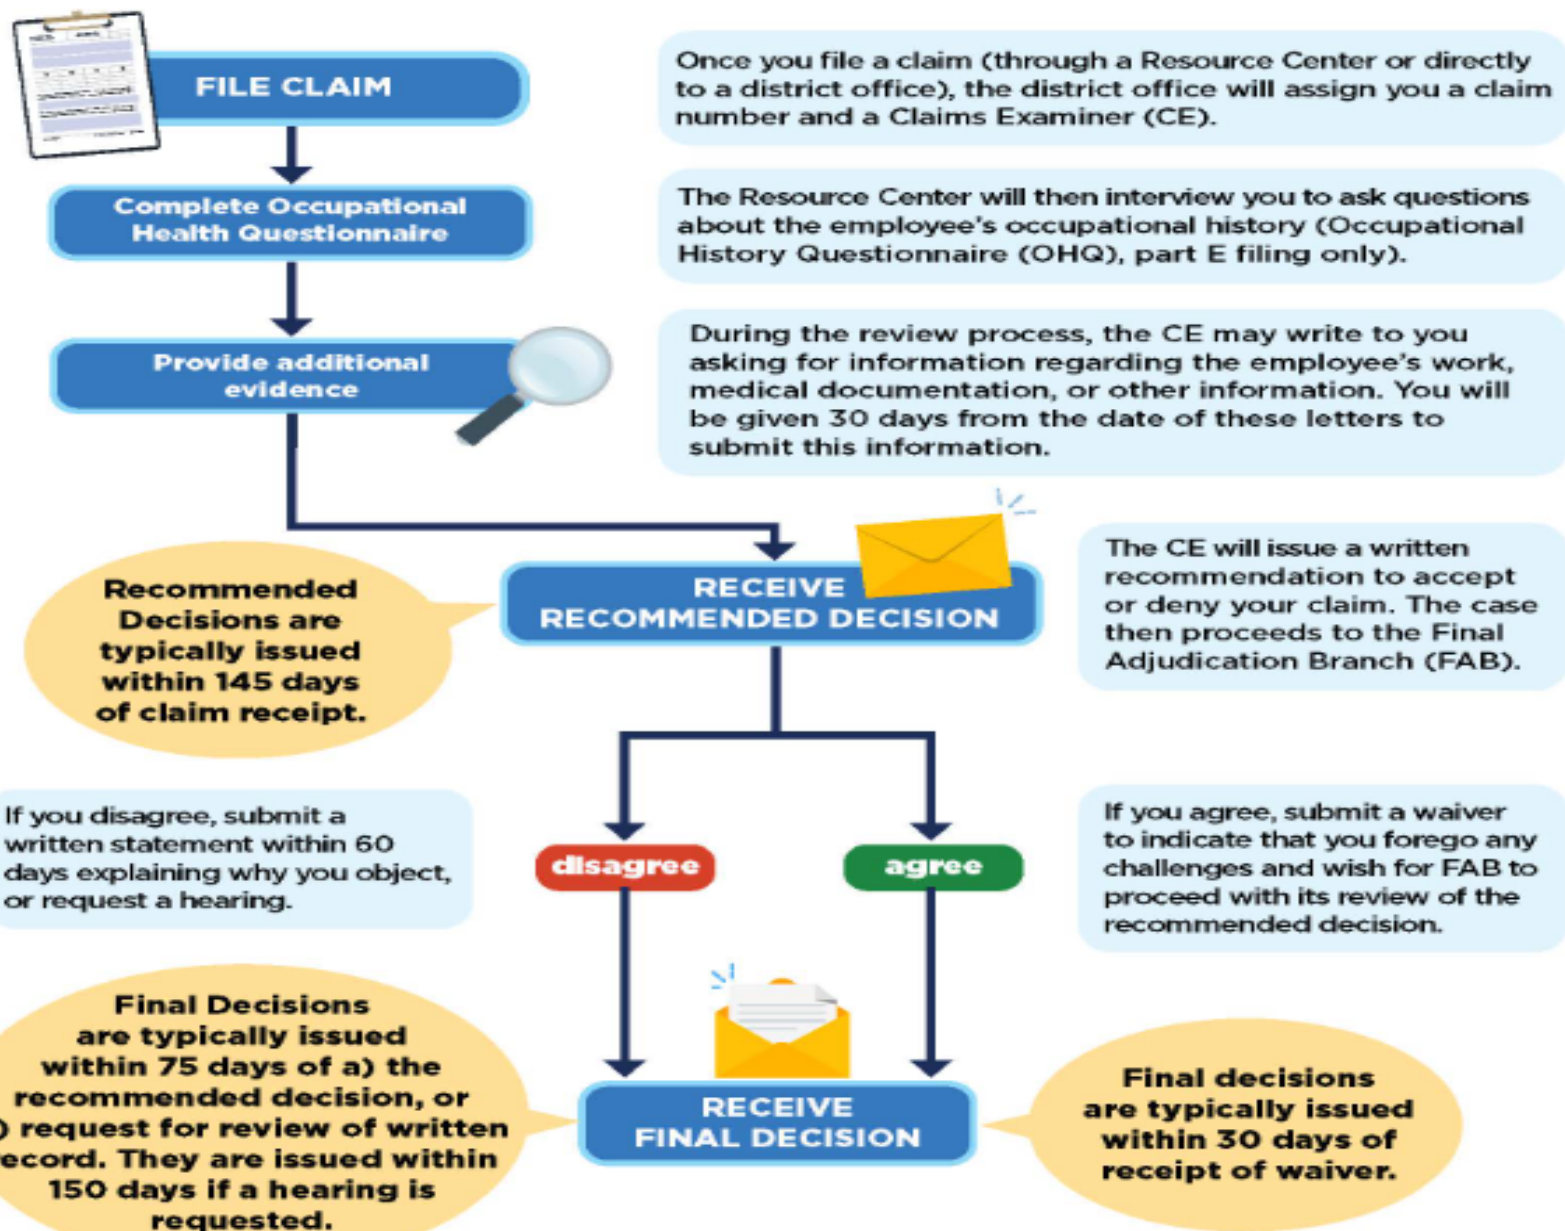 FILE CLAIM
Once you file a claim (through a Resource Center or directly
to a district office), the district office will assign you a claim
number and a Claims Examiner (CE).
Complete Occupational
Health Questionnaire
The Resource Center will then interview you to ask questions
about the employee's occupational history (Occupational
History Questionnaire (OHQ), part E filing only).
Provide additional
evidence
During the review process, the CE may write to you
asking for information regarding the employee's work,
medical documentation, or other information. You will
be given 30 days from the date of these letters to
submit this information.
RECEIVE
RECOMMENDED DECISION
Recommended
Decisions are
typically issued
within 145 days
of claim receipt.
The CE will issue a written
recommendation to accept
or deny your claim. The case
then proceeds to the Final
Adjudication Branch (FAB).
If you disagree, submit a
written statement within 60
days explaining why you object,
or request a hearing.
disagree
agree
If you agree, submit a waiver
to indicate that you forego any
challenges and wish for FAB to
proceed with its review of the
recommended decision.
Final Decisions
are typically issued
within 75 days of a) the
recommended decision, or
) request for review of written
ecord. They are issued within
150 days if a hearing is
requested.
RECEIVE
FINAL DECISION
Final decisions
are typically issued
within 30 days of
receipt of waiver.